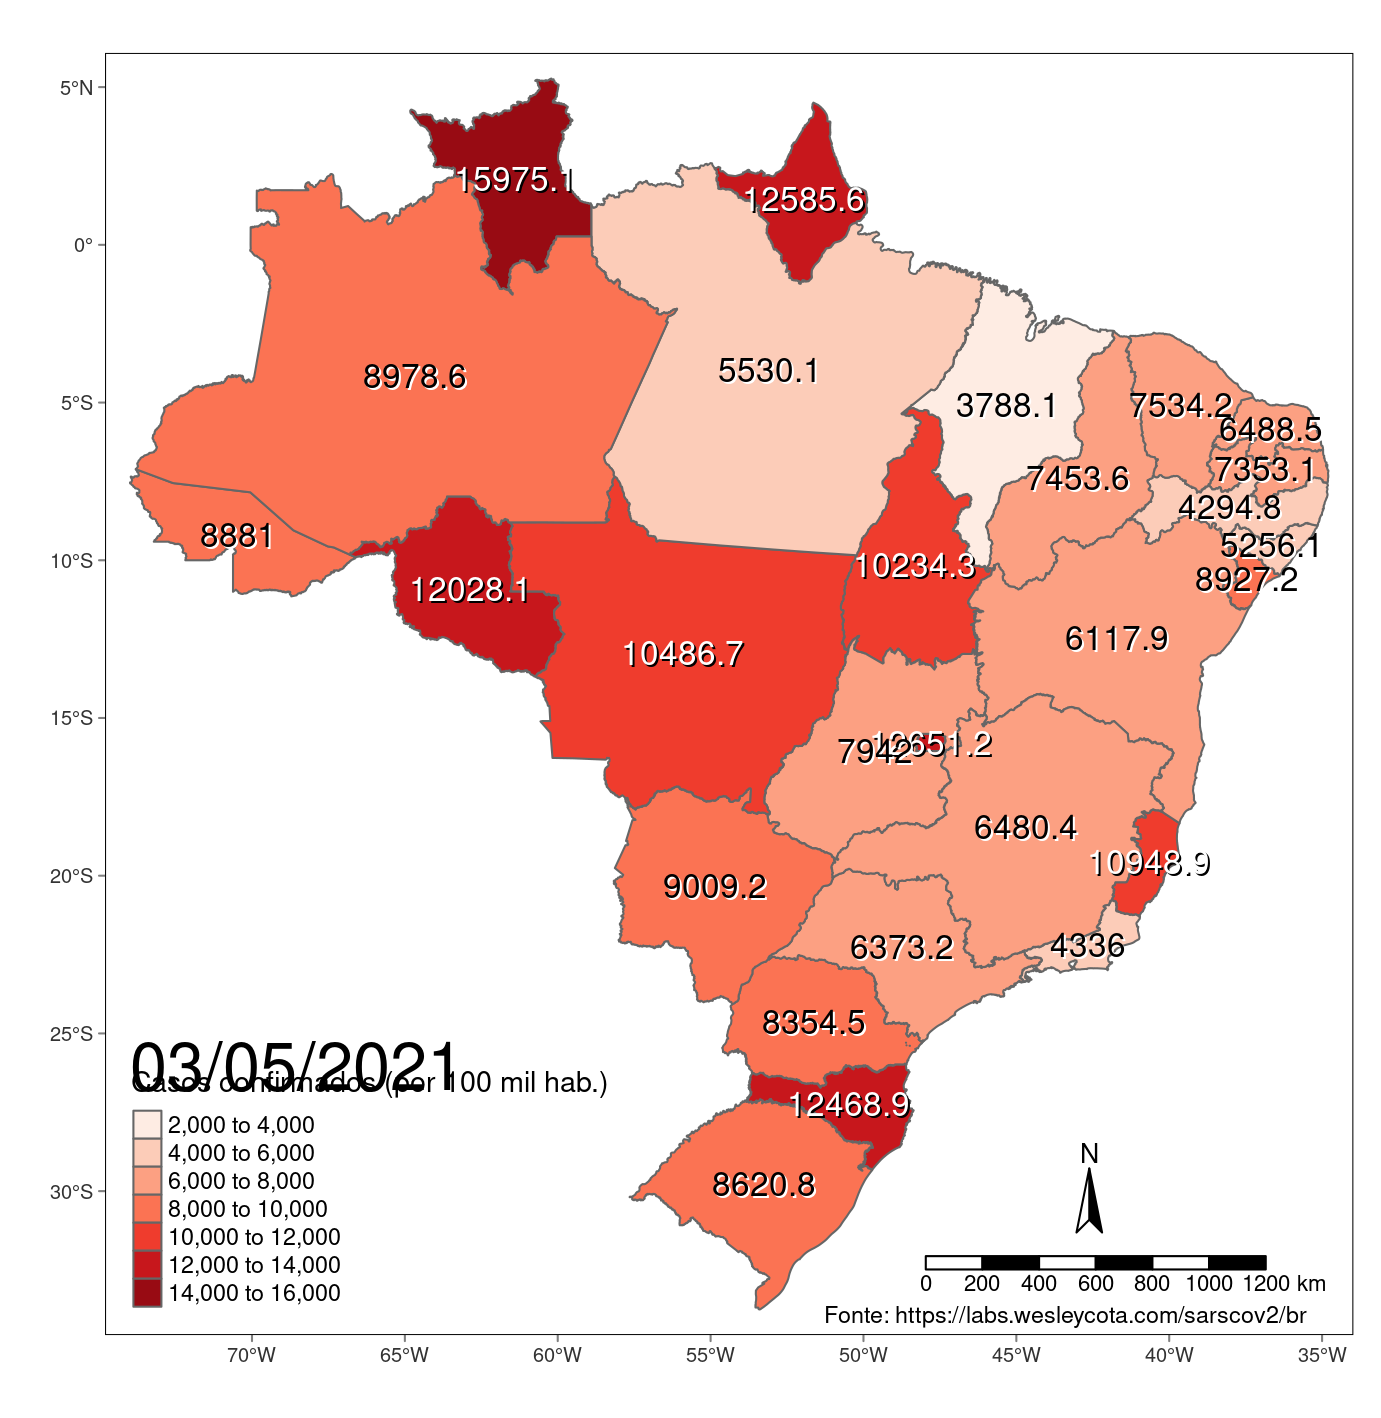 5°N
0°
5°S
10°S
15°S
20°S
25°S
30°S
15975.1
12585.6
8978.6
5530.1
3788.1
7534.2
6488.5
7353.1
7453.6
4294.8
5256.1
8927.2
8881
12028.1
10234.3
10486.7
6117.9
7942
6480.4
10948.9
9009.2
6373.2
4336
8354.5
12468.9
8620.8
03/05/2021
Casos confirmados (por 100 mil hab.)
2,000 to 4,000
4,000 to 6,000
6,000 to 8,000
8,000 to 10,000
10,000 to 12,000
12,000 to 14,000
14,000 to 16,000
N
0 200 400 600 800 1000 1200 km
Fonte: https://labs.wesleycota.com/sarscov2/br
70°W 65°W 60°W 55°W 50°W 45°W 40°W 35°W